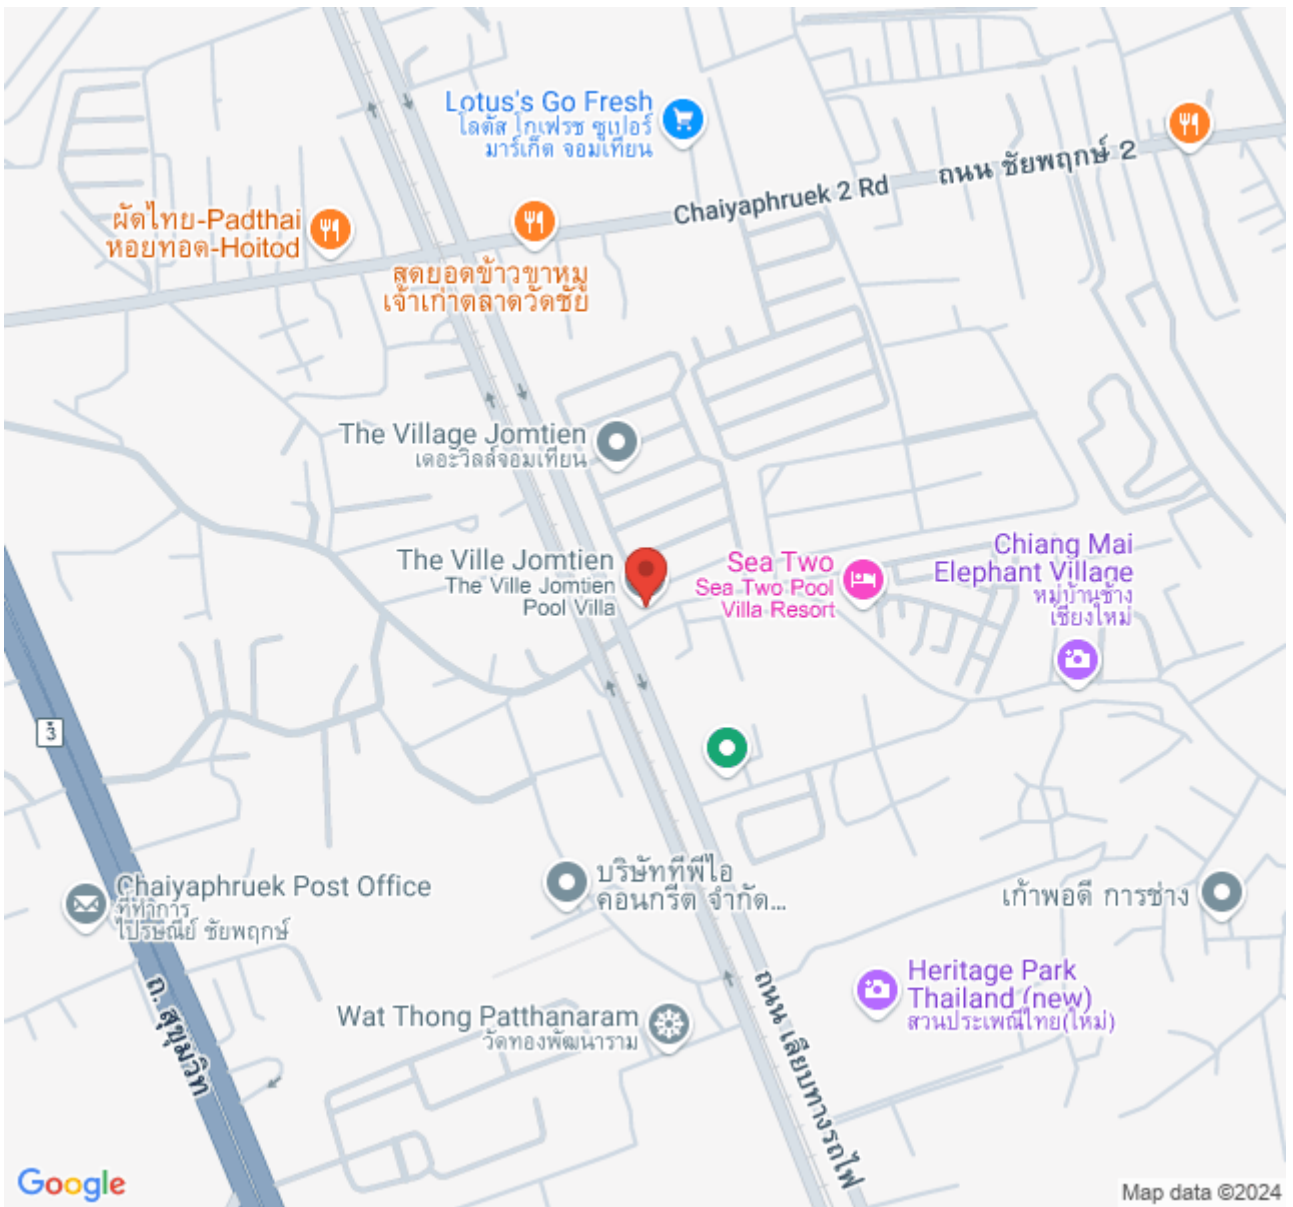 Lotus's Go Fresh
โลตัส โกเฟรช ซูเปอร์
มาร์เก็ต จอมเทียน
ถนน ชัยพฤกษ์ 2
Chaiyaphruek 2 Rd
ผัดไทย-Padthai
หอยทอด-Hoitod
สุดยอดข้าวขาหมู
เจ้าเก่าตลาดวัดชัย
The Village Jomtien
เดอะวิลล์จอมเทียน
The Ville Jomtien
The Ville Jomtien
Pool Villa
Sea Two
Sea Two Pool
Villa Resort
Chiang Mai
Elephant Village
หมู่บ้านช้าง
เชียงใหม่
3
Chaiyaphruek Post Office
ที่ทำการ
ไปรษณีย์ ชัยพฤกษ์
บริษัททีพีไอ
คอนกรีต จำกัด...
เก้าพอดี การช่าง
ถ. สุขุมวิท
Wat Thong Patthanaram
วัดทองพัฒนาราม
ถนน เลียบทางรถไฟ
Heritage Park
Thailand (new)
สวนประเพณีไทย(ใหม่)
Google
Map data ©2024